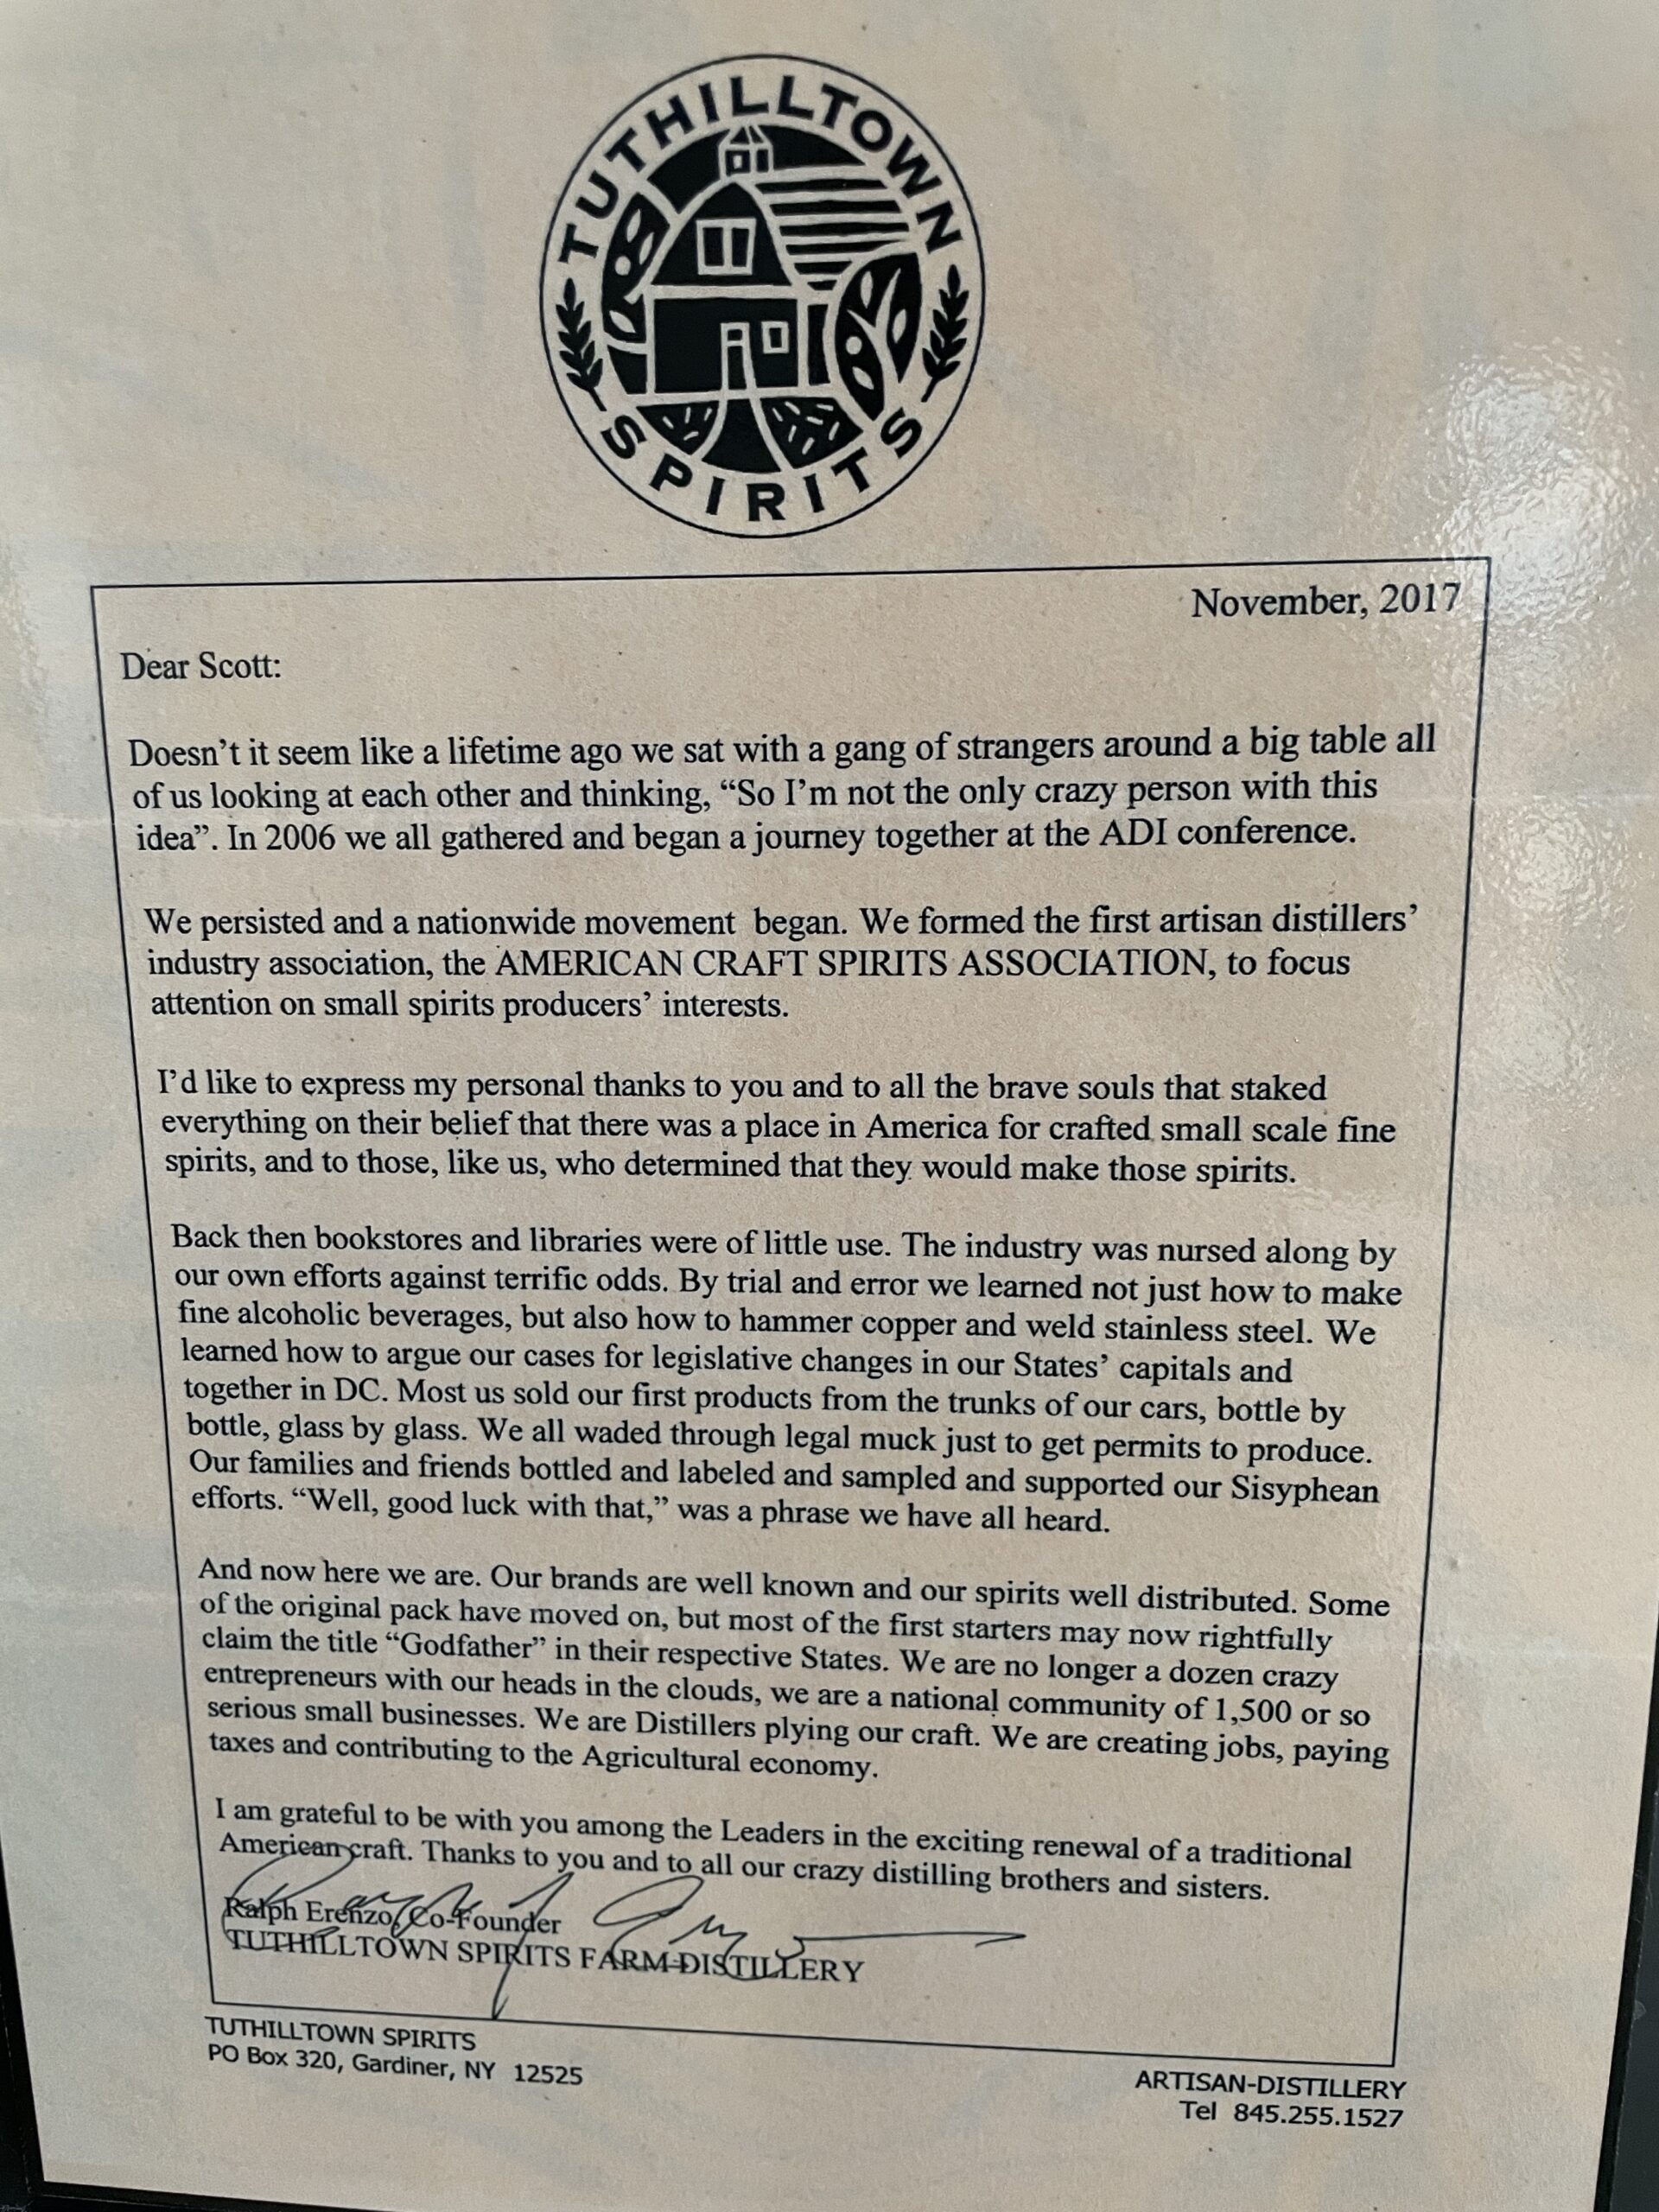 TUTHILLTOWN
SPIRITS
November, 2017
Dear Scott:
Doesn’t it seem like a lifetime ago we sat with a gang of strangers around a big table all
of us looking at each other and thinking, “So I’m not the only crazy person with this
idea”. In 2006 we all gathered and began a journey together at the ADI conference.
We persisted and a nationwide movement began. We formed the first artisan distillers’
industry association, the AMERICAN CRAFT SPIRITS ASSOCIATION, to focus
attention on small spirits producers’ interests.
I’d like to express my personal thanks to you and to all the brave souls that staked
everything on their belief that there was a place in America for crafted small scale fine
spirits, and to those, like us, who determined that they would make those spirits.
Back then bookstores and libraries were of little use. The industry was nursed along by
our own efforts against terrific odds. By trial and error we learned not just how to make
fine alcoholic beverages, but also how to hammer copper and weld stainless steel. We
learned how to argue our cases for legislative changes in our States’ capitals and
together in DC. Most us sold our first products from the trunks of our cars, bottle by
bottle, glass by glass. We all waded through legal muck just to get permits to produce.
Our families and friends bottled and labeled and sampled and supported our Sisyphean
efforts. “Well, good luck with that,” was a phrase we have all heard.
And now here we are. Our brands are well known and our spirits well distributed. Some
of the original pack have moved on, but most of the first starters may now rightfully
claim the title “Godfather” in their respective States. We are no longer a dozen crazy
entrepreneurs with our heads in the clouds, we are a national community of 1,500 or so
serious small businesses. We are Distillers plying our craft. We are creating jobs, paying
taxes and contributing to the Agricultural economy.
I am grateful to be with you among the Leaders in the exciting renewal of a traditional
American craft. Thanks to you and to all our crazy distilling brothers and sisters.
Ralph Erenzo, Co-Founder
TUTHILLTOWN SPIRITS FARM-DISTILLERY
TUTHILLTOWN SPIRITS
PO Box 320, Gardiner, NY 12525
ARTISAN-DISTILLERY
Tel 845.255.1527